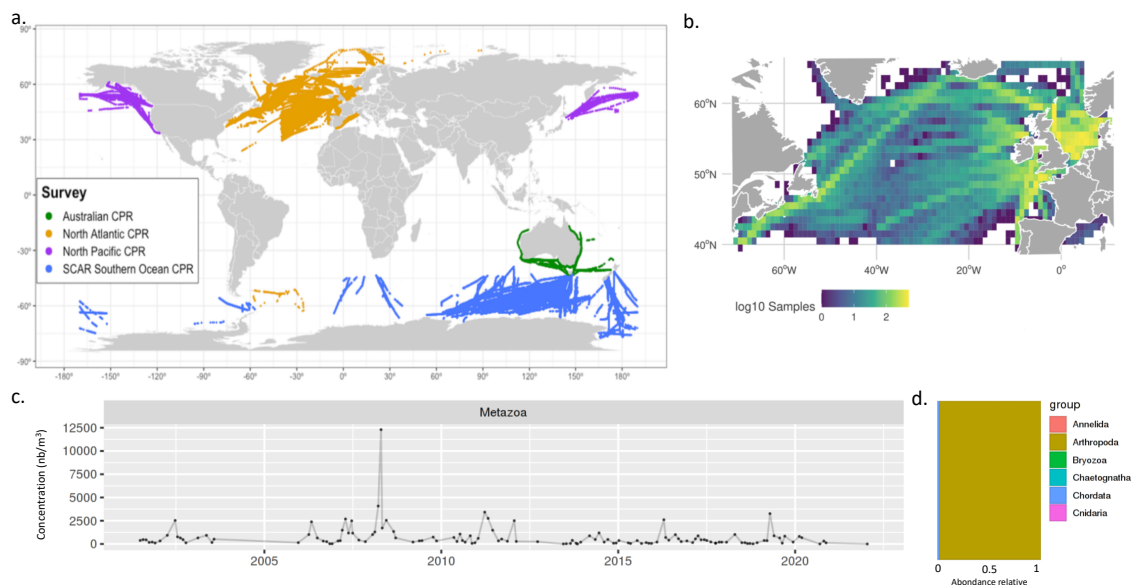 a.
90°
60°
30°
0°
-30°
-60°
-90°
Survey
Australian CPR
North Atlantic CPR
North Pacific CPR
SCAR Southern Ocean CPR
-180° -150° -120° -90° -60° -30° 0° 30° 60° 90° 120° 150° 180°
b.
60°N
50°N
40°N
60°W 40°W 20°W 0°
log10 Samples
0 1 2
c.
Metazoa
Concentration (nb/m³)
12500
10000
7500
5000
2500
0
2005 2010 2015 2020
d.
group
Annelida
Arthropoda
Bryozoa
Chaetognatha
Chordata
Cnidaria
0 0.5 1
Abondance relative